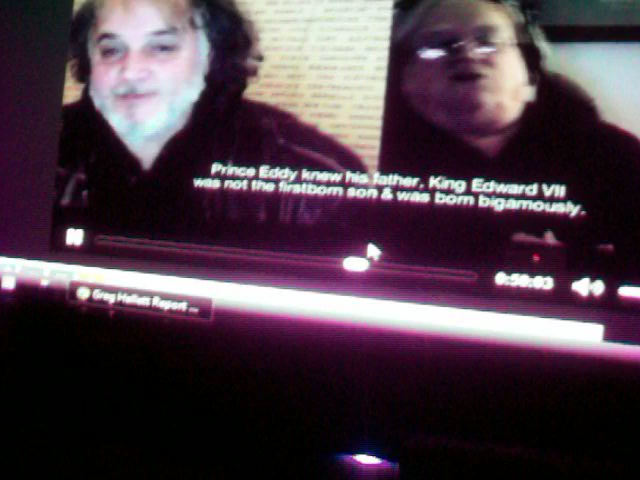 Prince Eddy knew his father, King Edward VII
was not the firstborn son & was born bigamously.
0:58:03
Greg Hallett Report ...